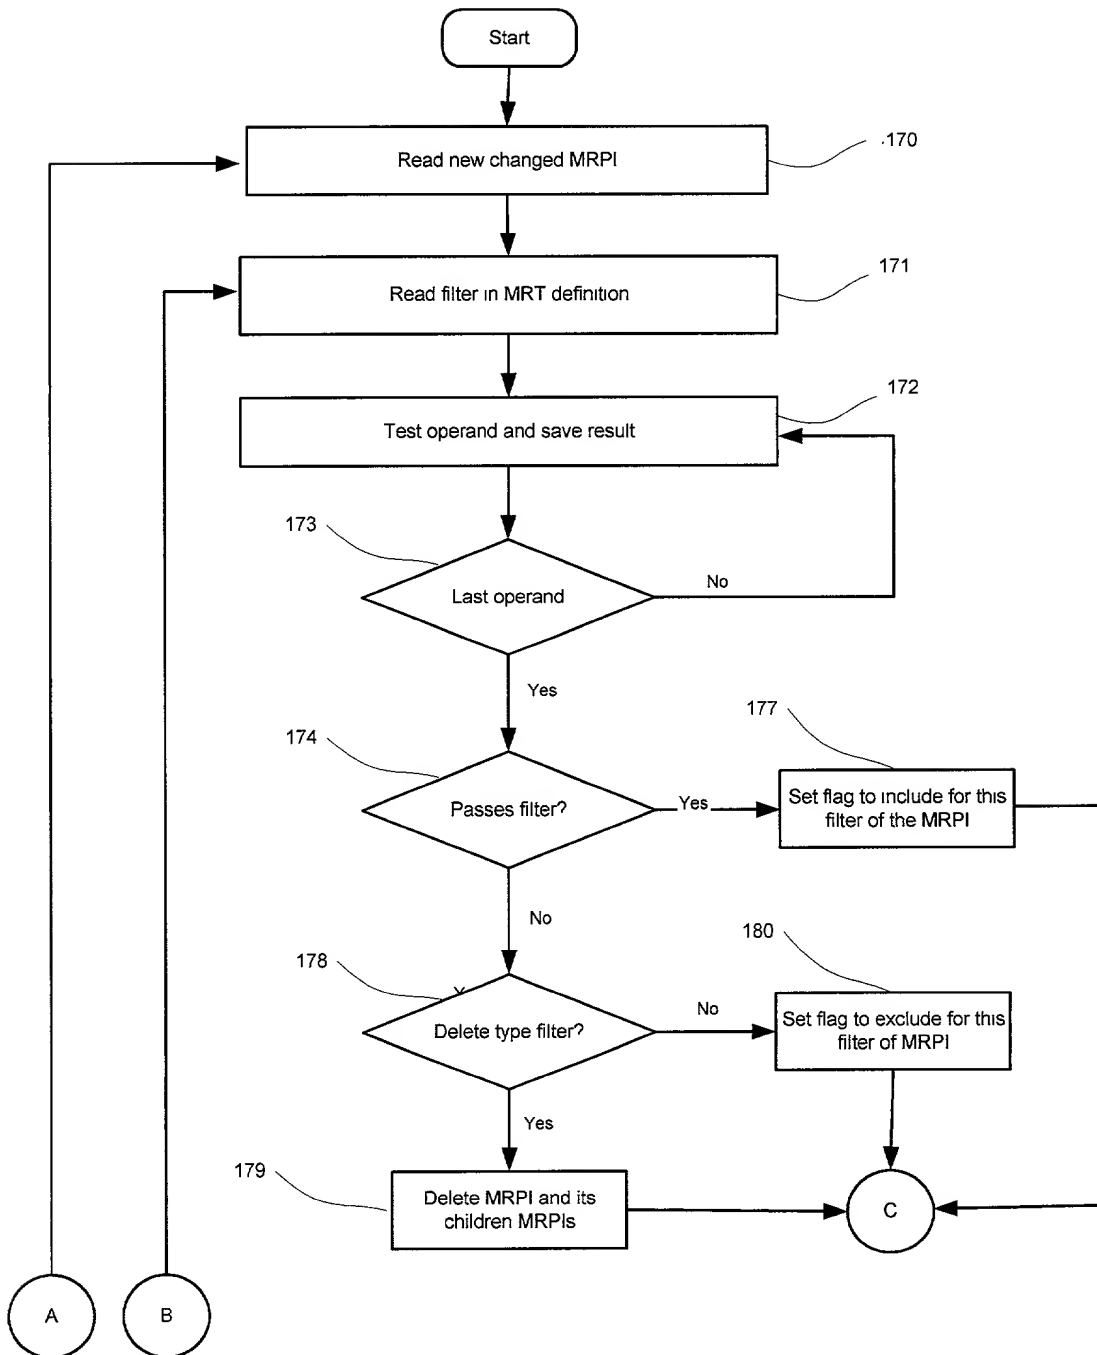 Start
Read new changed MRPI
170
Read filter in MRT definition
171
Test operand and save result
172
173
Last operand
No
Yes
174
Passes filter?
Yes
177
Set flag to include for this
filter of the MRPI
No
178
Delete type filter?
No
180
Set flag to exclude for this
filter of MRPI
Yes
179
Delete MRPI and its
children MRPIs
C
A
B